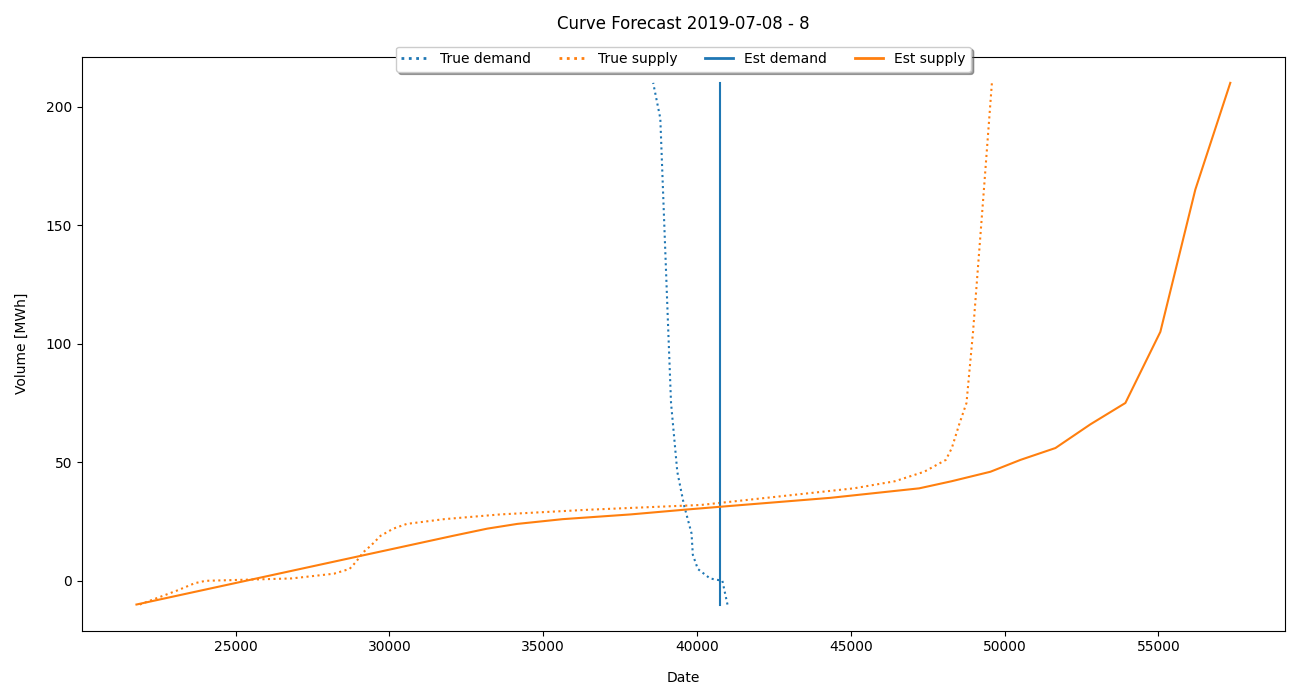 Curve Forecast 2019-07-08 - 8
True demand True supply Est demand Est supply
200
150
100
50
0
Volume [MWh]
25000 30000 35000 40000 45000 50000 55000
Date